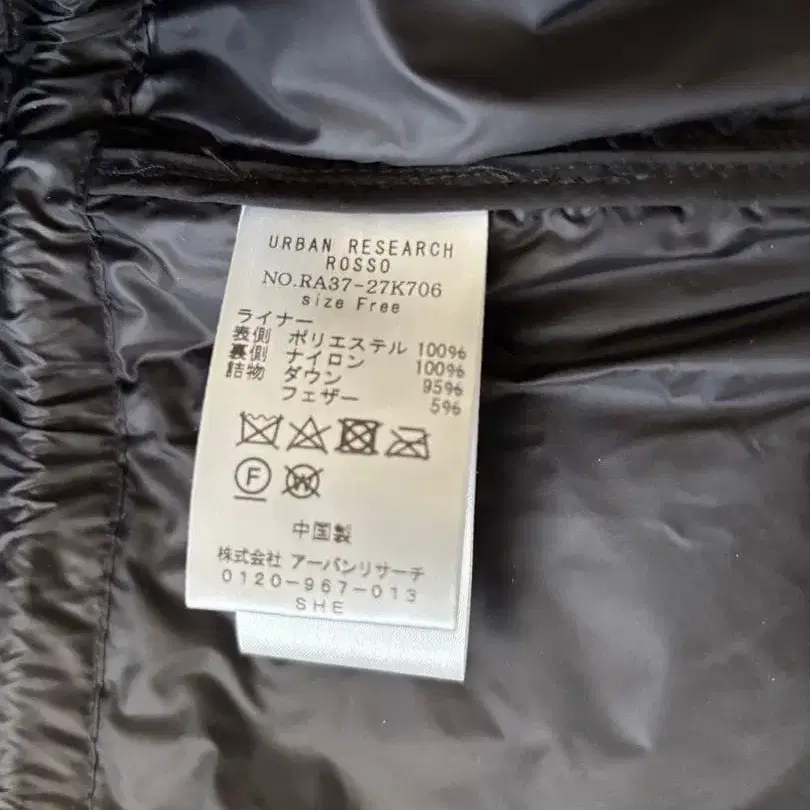 URBAN RESEARCH
ROSSO
NO.RA37-27K706
size Free
ライナー
表側 ポリエステル 100%
裏側 ナイロン 100%
詰物 ダウン 95%
フェザー 5%
F W
中国製
株式会社 アーバンリサーチ
0120-967-013
SHE